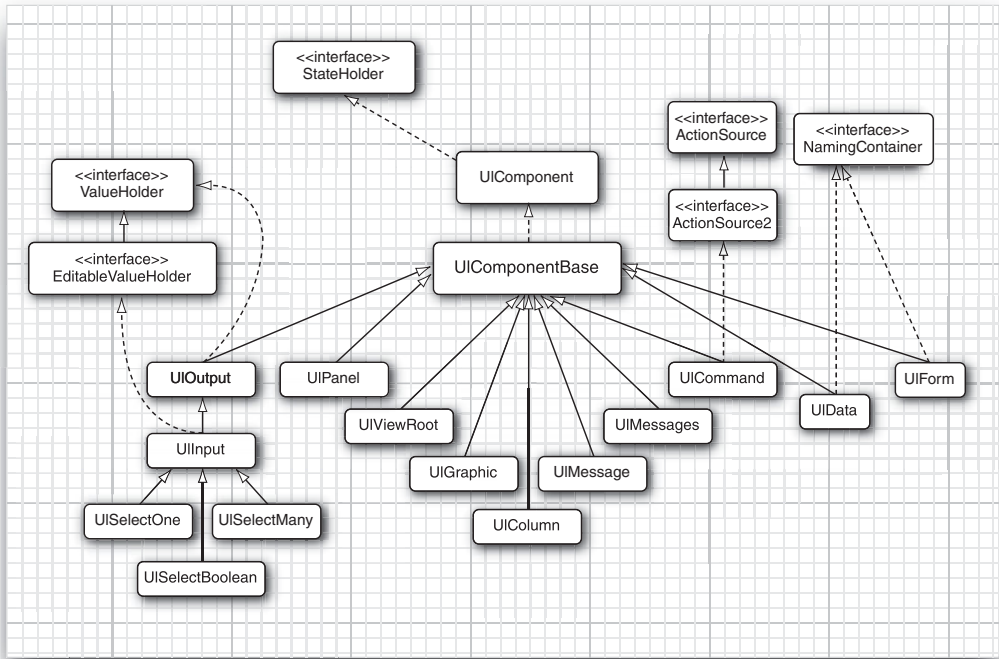 <<interface>>
StateHolder
<<interface>>
ActionSource
<<interface>>
NamingContainer
<<interface>>
ValueHolder
UIComponent
<<interface>>
ActionSource2
<<interface>>
EditableValueHolder
UIComponentBase
UIOutput
UIPanel
UICommand
UIForm
UIViewRoot
UIMessages
UIData
UIInput
UIGraphic
UIMessage
UISelectOne
UISelectMany
UIColumn
UISelectBoolean